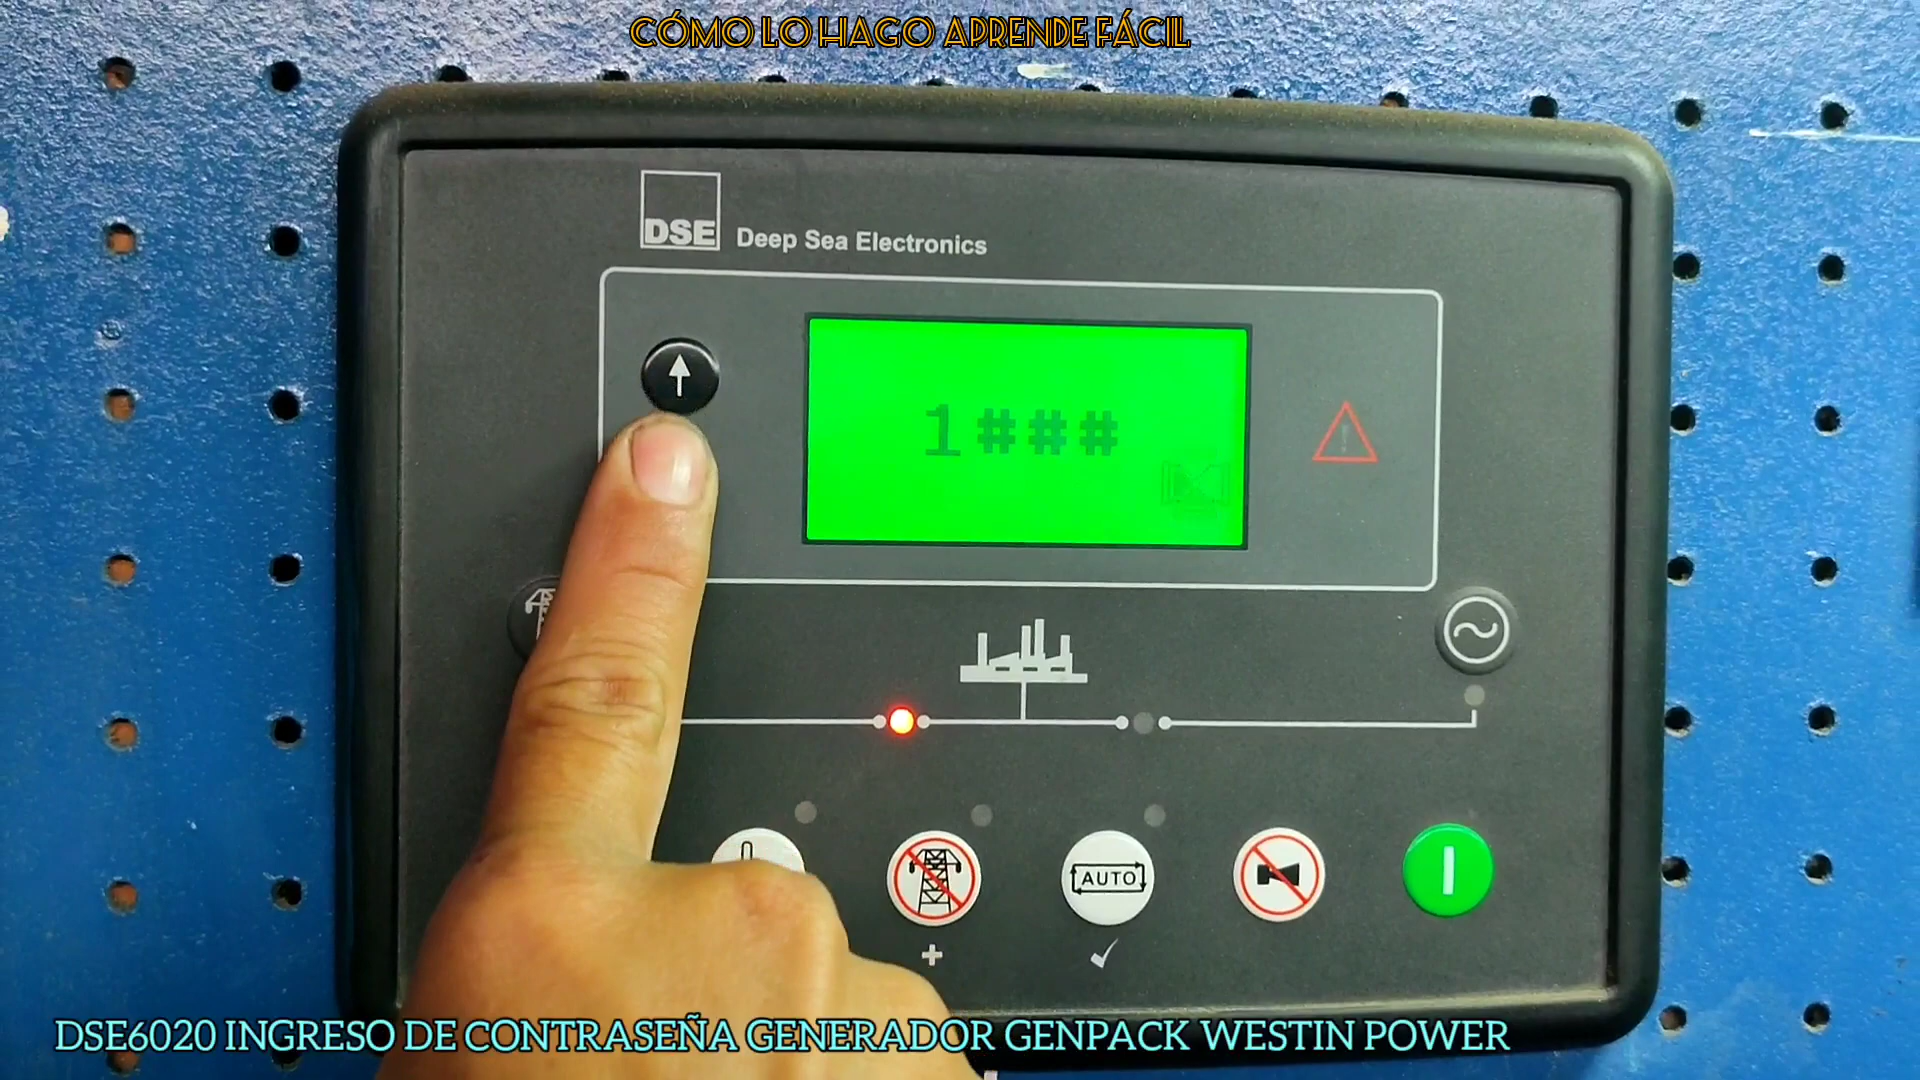 CÓMO LO HAGO APRENDE FÁCIL
DSE
Deep Sea Electronics
1###
AUTO
DSE6020 INGRESO DE CONTRASEÑA GENERADOR GENPACK WESTIN POWER